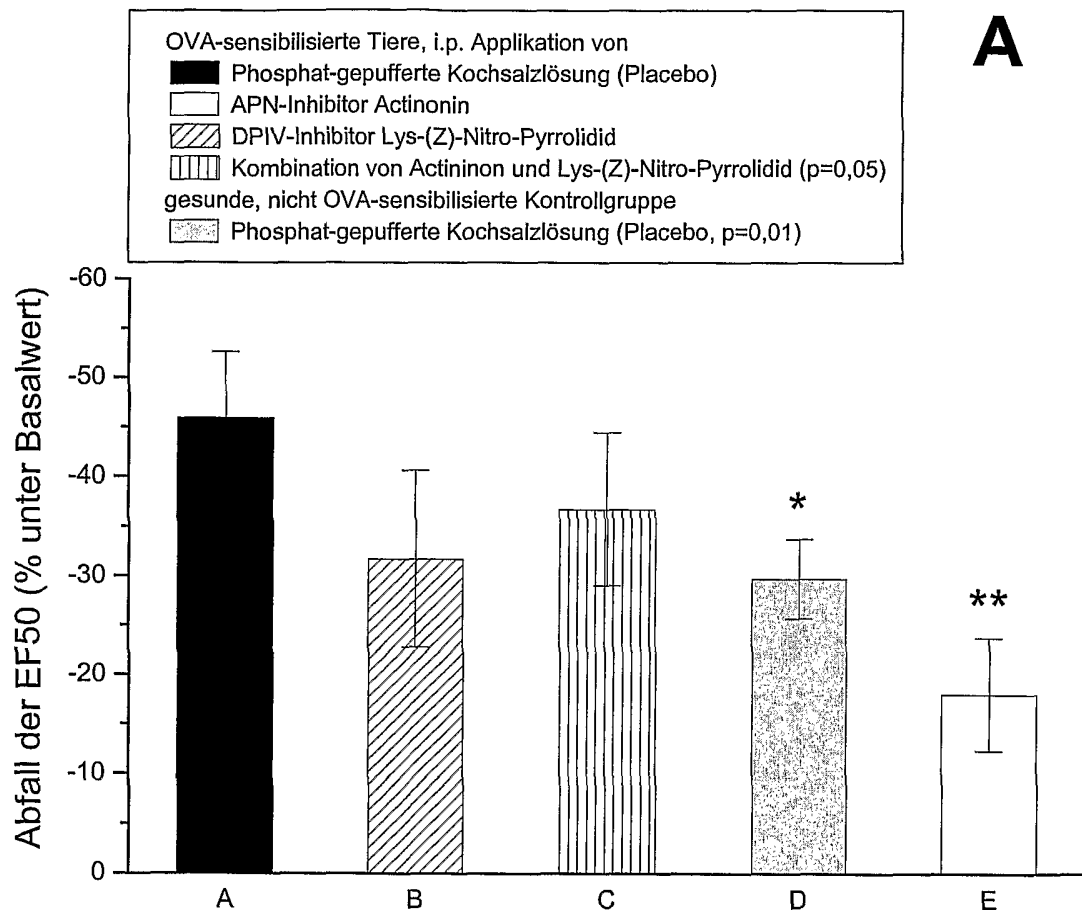 A
OVA-sensibilisierte Tiere, i.p. Applikation von
Phosphat-gepufferte Kochsalzlösung (Placebo)
APN-Inhibitor Actinonin
DPIV-Inhibitor Lys-(Z)-Nitro-Pyrrolidid
Kombination von Actininon und Lys-(Z)-Nitro-Pyrrolidid (p=0,05)
gesunde, nicht OVA-sensibilisierte Kontrollgruppe
Phosphat-gepufferte Kochsalzlösung (Placebo, p=0,01)
Abfall der EF50 (% unter Basalwert)
-60
-50
-40
-30
-20
-10
0
*
**
A B C D E